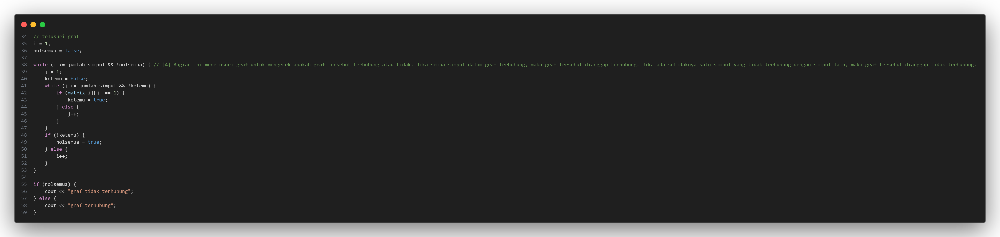 34 // telusuri graf
35 i = 1;
36 nolsemua = false;
37
38 while (i <= jumlah_simpul && !nolsemua) { // [4] Bagian ini menelusuri graf untuk mengecek apakah graf tersebut terhubung atau tidak. Jika semua simpul dalam graf terhubung, maka graf tersebut dianggap terhubung. Jika ada setidaknya satu simpul yang tidak terhubung dengan simpul lain, maka graf tersebut dianggap tidak terhubung.
39     j = 1;
40     ketemu = false;
41     while (j <= jumlah_simpul && !ketemu) {
42         if (matrix[i][j] == 1) {
43             ketemu = true;
44         } else {
45             j++;
46         }
47     }
48     if (!ketemu) {
49         nolsemua = true;
50     } else {
51         i++;
52     }
53 }
54
55 if (nolsemua) {
56     cout << "graf tidak terhubung";
57 } else {
58     cout << "graf terhubung";
59 }